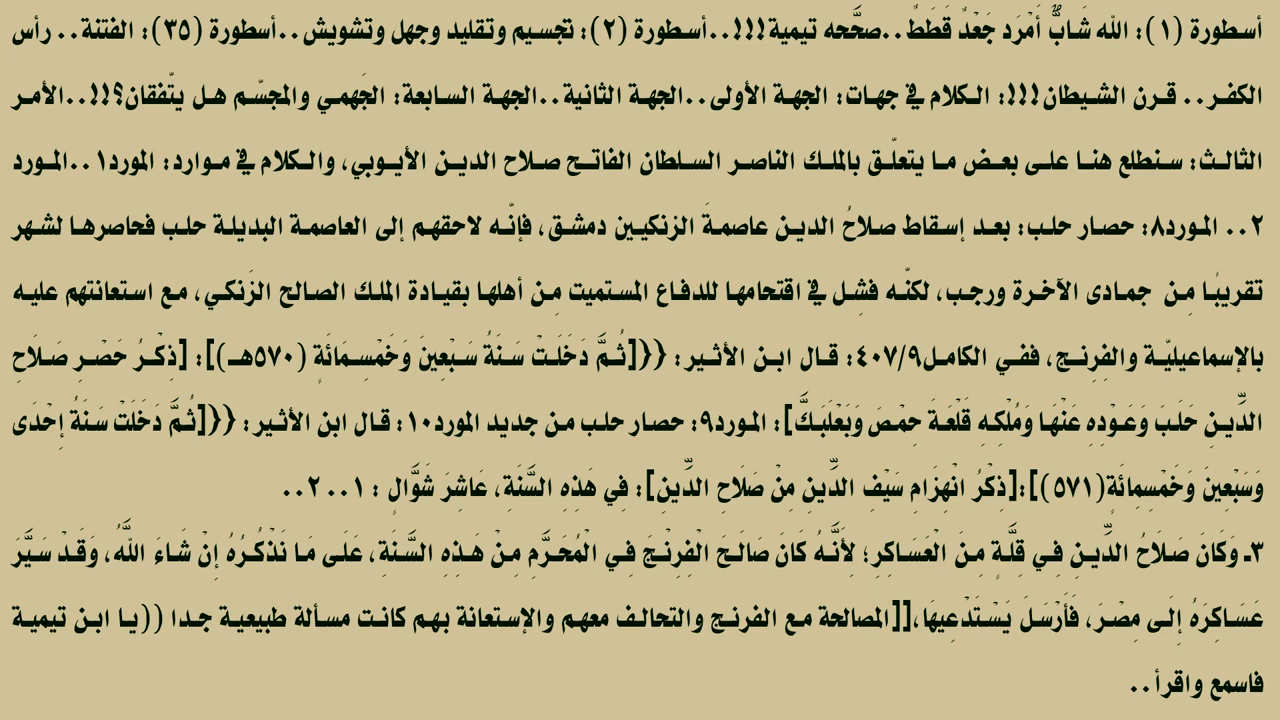 أسطورة (١): الله شَابٌّ أَمْرَد جَعْدٌ قَطَطٌ..صحَّحه تيمية!!!..أسطورة (٢): تجسيم وتقليد وجهل وتشويش..أسطورة (٣٥): الفتنة.. رأس
الكفر.. قرن الشيطان!!!: الكلام في جهات: الجهة الأولى..الجهة الثانية..الجهة السابعة: الجَهمي والمجسّم هل يتّفقان؟!!..الأمر
الثالث: سنطلع هنا على بعض ما يتعلّق بالملك الناصر السلطان الفاتح صلاح الدين الأيوبي، والكلام في موارد: المورد١..المورد
٢.. المورد٨: حصار حلب: بعد إسقاط صلاحُ الدين عاصمةَ الزنكيين دمشق، فإنّه لاحقهم إلى العاصمة البديلة حلب فحاصرها لشهر
تقريبًا مِن جمادى الآخرة ورجب، لكنّه فشِل في اقتحامها للدفاع المستميت مِن أهلها بقيادة الملك الصالح الزَنكي، مع استعانتهم عليه
بالإسماعيليّة والفِرِنج، ففي الكامل٤٠٧/٩: قال ابن الأثير: {{[ثُمَّ دَخَلَتْ سَنَةُ سَبْعِينَ وَخَمْسِمَائَةٍ (٥٧٠هـ)]: [ذِكْرُ حَصْرِ صَلَاحِ
الدِّينِ حَلَبَ وَعَوْدِهِ عَنْهَا وَمُلْكِهِ قَلْعَةَ حِمْصَ وَبَعْلَبَكَّ]: المورد٩: حصار حلب من جديد المورد١٠: قال ابن الأثير: {{[ثُمَّ دَخَلَتْ سَنَةُ إِحْدَى
وَسَبْعِينَ وَخَمْسِمِائَةٍ(٥٧١)]:[ذِكْرُ انْهِزَامِ سَيْفِ الدِّينِ مِنْ صَلَاحِ الدِّينِ]: فِي هَذِهِ السَّنَةِ، عَاشِرَ شَوَّالٍ : ١..٢..
٣ـ وَكَانَ صَلَاحُ الدِّينِ فِي قِلَّةٍ مِنَ الْعَسَاكِرِ؛ لِأَنَّهُ كَانَ صَالَحَ الْفِرِنْجَ فِي الْمُحَرَّمِ مِنْ هَذِهِ السَّنَةِ، عَلَى مَا نَذْكُرُهُ إِنْ شَاءَ اللَّهُ، وَقَدْ سَيَّرَ
عَسَاكِرَهُ إِلَى مِصْرَ، فَأَرْسَلَ يَسْتَدْعِيهَا،[[المصالحة مع الفرنج والتحالف معهم والإستعانة بهم كانت مسألة طبيعية جدا ((يا ابن تيمية
فاسمع واقرأ..